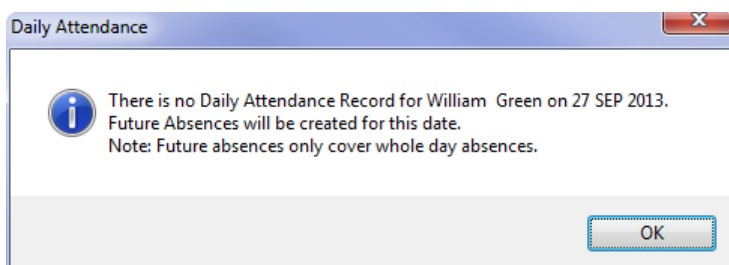 Daily Attendance
There is no Daily Attendance Record for William  Green on 27 SEP 2013.
Future Absences will be created for this date.
Note: Future absences only cover whole day absences.
OK